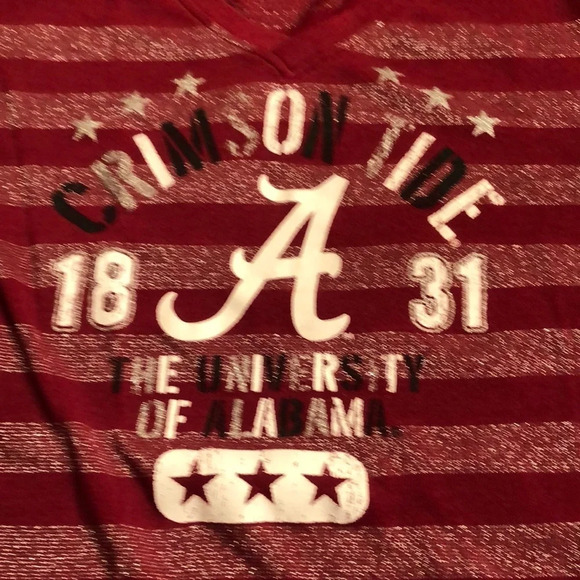 CRIMSON TIDE
18 A 31
THE UNIVERSITY
OF ALABAMA.